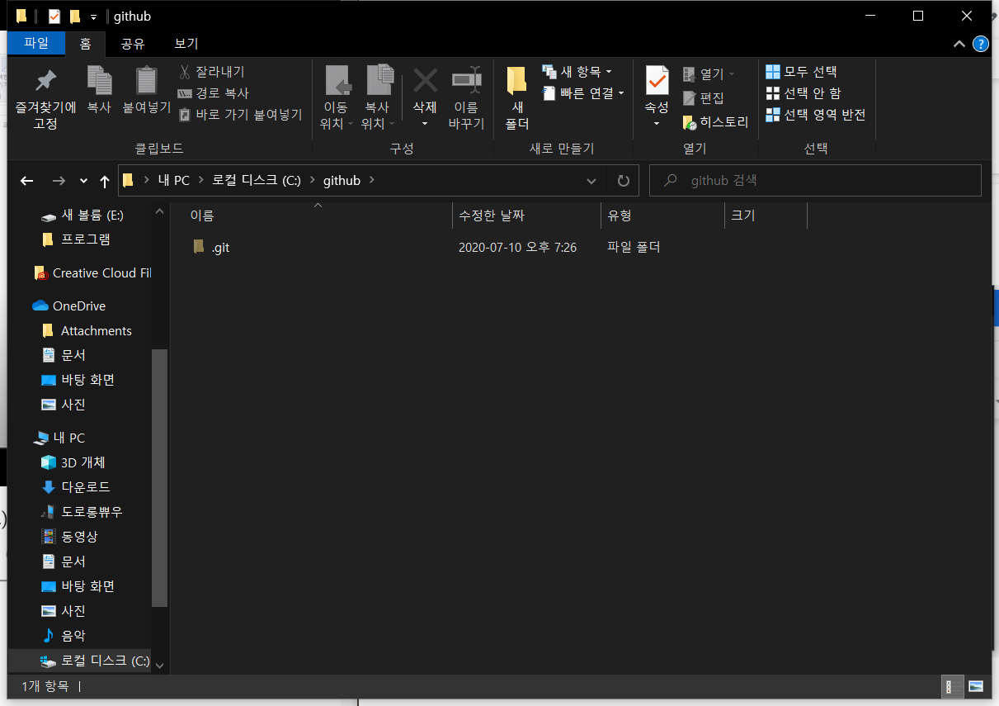 github
파일 홈 공유 보기
즐겨찾기에 고정
복사
붙여넣기
잘라내기
경로 복사
바로 가기 붙여넣기
클립보드
이동 위치
복사 위치
삭제
이름 바꾸기
구성
새 폴더
새 항목
빠른 연결
새로 만들기
속성
열기
편집
히스토리
열기
모두 선택
선택 안 함
선택 영역 반전
선택
내 PC 로컬 디스크 (C:) github
github 검색
새 볼륨 (E:)
프로그램
Creative Cloud Fil
OneDrive
Attachments
문서
바탕 화면
사진
내 PC
3D 개체
다운로드
도로롱쀼우
동영상
문서
바탕 화면
사진
음악
로컬 디스크 (C:)
이름 수정한 날짜 유형 크기
.git 2020-07-10 오후 7:26 파일 폴더
1개 항목